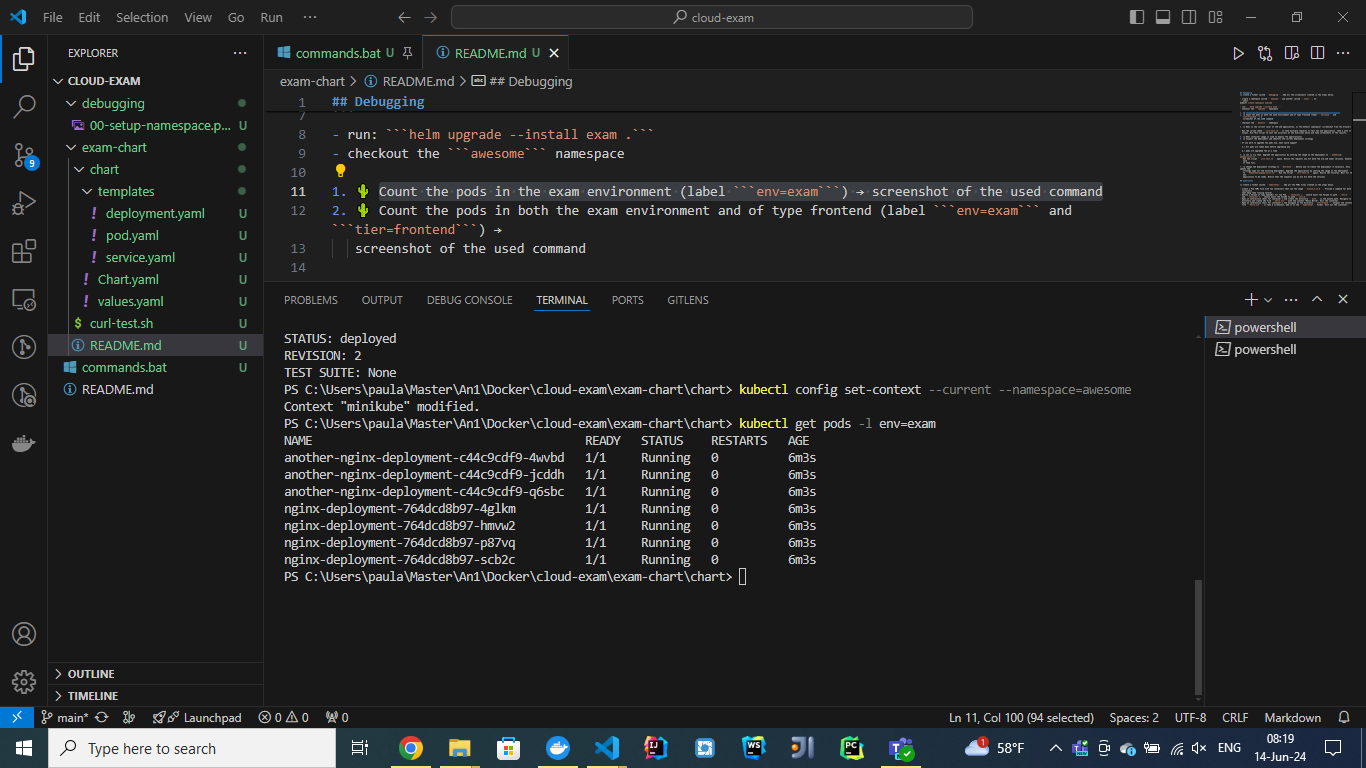 File Edit Selection View Go Run ··· cloud-exam
EXPLORER ···
CLOUD-EXAM
debugging
00-setup-namespace.p... U
exam-chart
chart
templates
deployment.yaml U
pod.yaml U
service.yaml U
Chart.yaml U
values.yaml U
curl-test.sh U
README.md U
commands.bat U
README.md
OUTLINE
TIMELINE
commands.bat U README.md U
exam-chart > README.md > ## Debugging
1 ## Debugging
7
8 - run: ```helm upgrade --install exam .```
9 - checkout the ```awesome``` namespace
10
11 1. 🌵 Count the pods in the exam environment (label ```env=exam```) → screenshot of the used command
12 2. 🌵 Count the pods in both the exam environment and of type frontend (label ```env=exam``` and
```tier=frontend```) →
13 screenshot of the used command
14
PROBLEMS OUTPUT DEBUG CONSOLE TERMINAL PORTS GITLENS
powershell
powershell
STATUS: deployed
REVISION: 2
TEST SUITE: None
PS C:\Users\paula\Master\An1\Docker\cloud-exam\exam-chart\chart> kubectl config set-context --current --namespace=awesome
Context "minikube" modified.
PS C:\Users\paula\Master\An1\Docker\cloud-exam\exam-chart\chart> kubectl get pods -l env=exam
NAME READY STATUS RESTARTS AGE
another-nginx-deployment-c44c9cdf9-4wvbd 1/1 Running 0 6m3s
another-nginx-deployment-c44c9cdf9-jcddh 1/1 Running 0 6m3s
another-nginx-deployment-c44c9cdf9-q6sbc 1/1 Running 0 6m3s
nginx-deployment-764dcd8b97-4glkm 1/1 Running 0 6m3s
nginx-deployment-764dcd8b97-hmvw2 1/1 Running 0 6m3s
nginx-deployment-764dcd8b97-p87vq 1/1 Running 0 6m3s
nginx-deployment-764dcd8b97-scb2c 1/1 Running 0 6m3s
PS C:\Users\paula\Master\An1\Docker\cloud-exam\exam-chart\chart>
9
main* Launchpad 0 0 0 Ln 11, Col 100 (94 selected) Spaces: 2 UTF-8 CRLF Markdown
Type here to search 1 58°F ENG 08:19
14-Jun-24